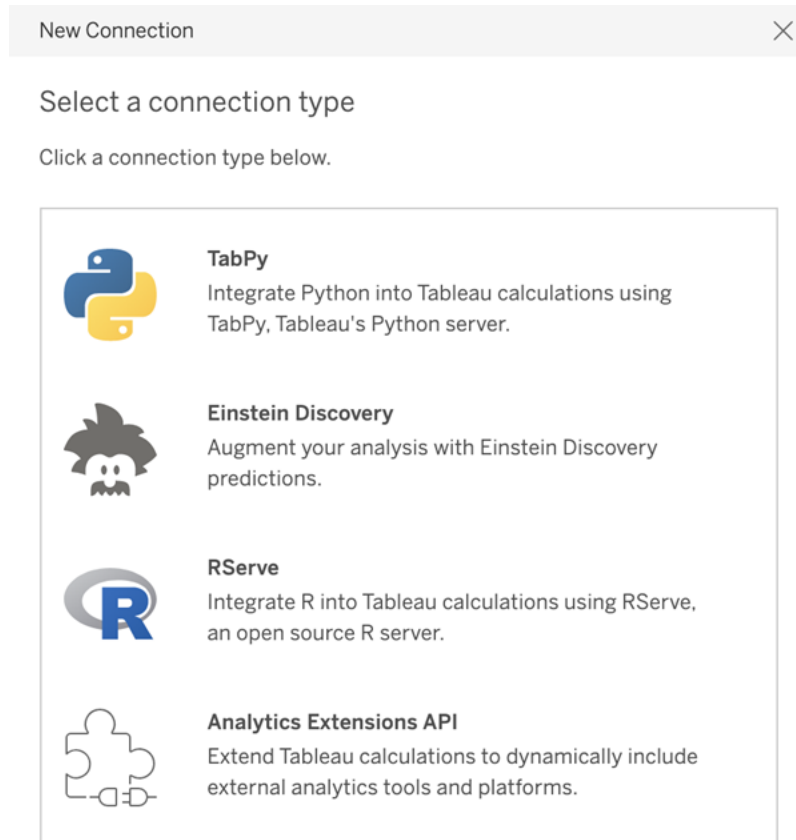 New Connection
Select a connection type
Click a connection type below.
TabPy
Integrate Python into Tableau calculations using
TabPy, Tableau's Python server.
Einstein Discovery
Augment your analysis with Einstein Discovery
predictions.
R
RServe
Integrate R into Tableau calculations using RServe,
an open source R server.
Analytics Extensions API
Extend Tableau calculations to dynamically include
external analytics tools and platforms.